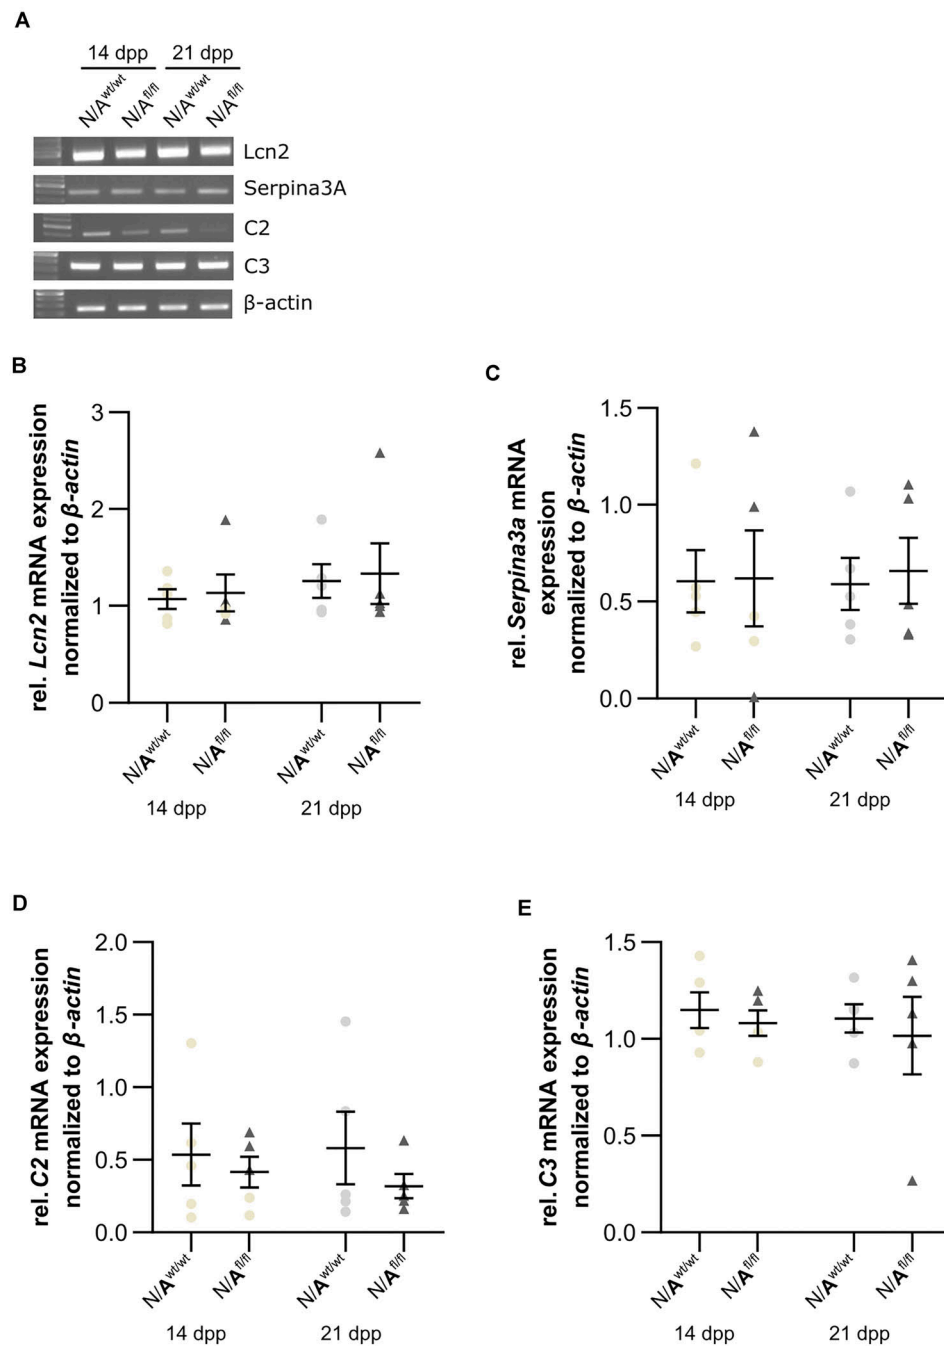 A
14 dpp 21 dpp
N/Awt/wt N/Afl/fl N/Awt/wt N/Afl/fl
Lcn2
Serpina3A
C2
C3
β-actin
B
rel. Lcn2 mRNA expression
normalized to β-actin
3
2
1
0
N/Awt/wt N/Afl/fl N/Awt/wt N/Afl/fl
14 dpp 21 dpp
C
rel. Serpina3a mRNA
expression
normalized to β-actin
1.5
1.0
0.5
0.0
N/Awt/wt N/Afl/fl N/Awt/wt N/Afl/fl
14 dpp 21 dpp
D
rel. C2 mRNA expression
normalized to β-actin
2.0
1.5
1.0
0.5
0.0
N/Awt/wt N/Afl/fl N/Awt/wt N/Afl/fl
14 dpp 21 dpp
E
rel. C3 mRNA expression
normalized to β-actin
1.5
1.0
0.5
0.0
N/Awt/wt N/Afl/fl N/Awt/wt N/Afl/fl
14 dpp 21 dpp